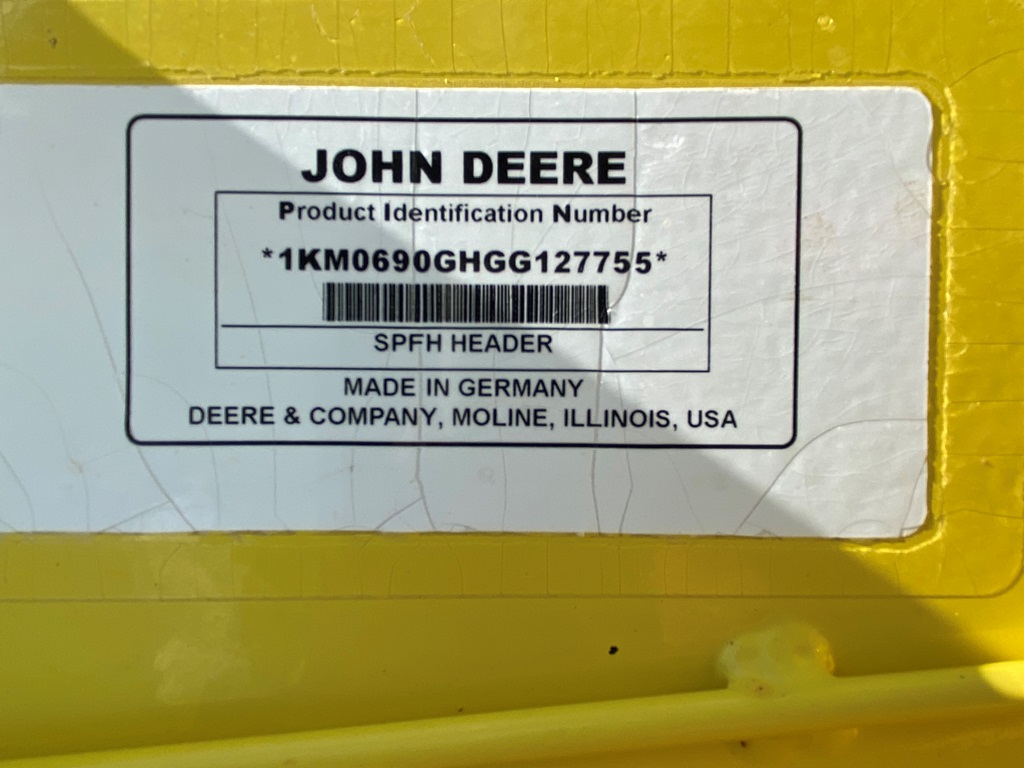 JOHN DEERE
Product Identification Number
*1KM0690GHGG127755*
SPFH HEADER
MADE IN GERMANY
DEERE & COMPANY, MOLINE, ILLINOIS, USA